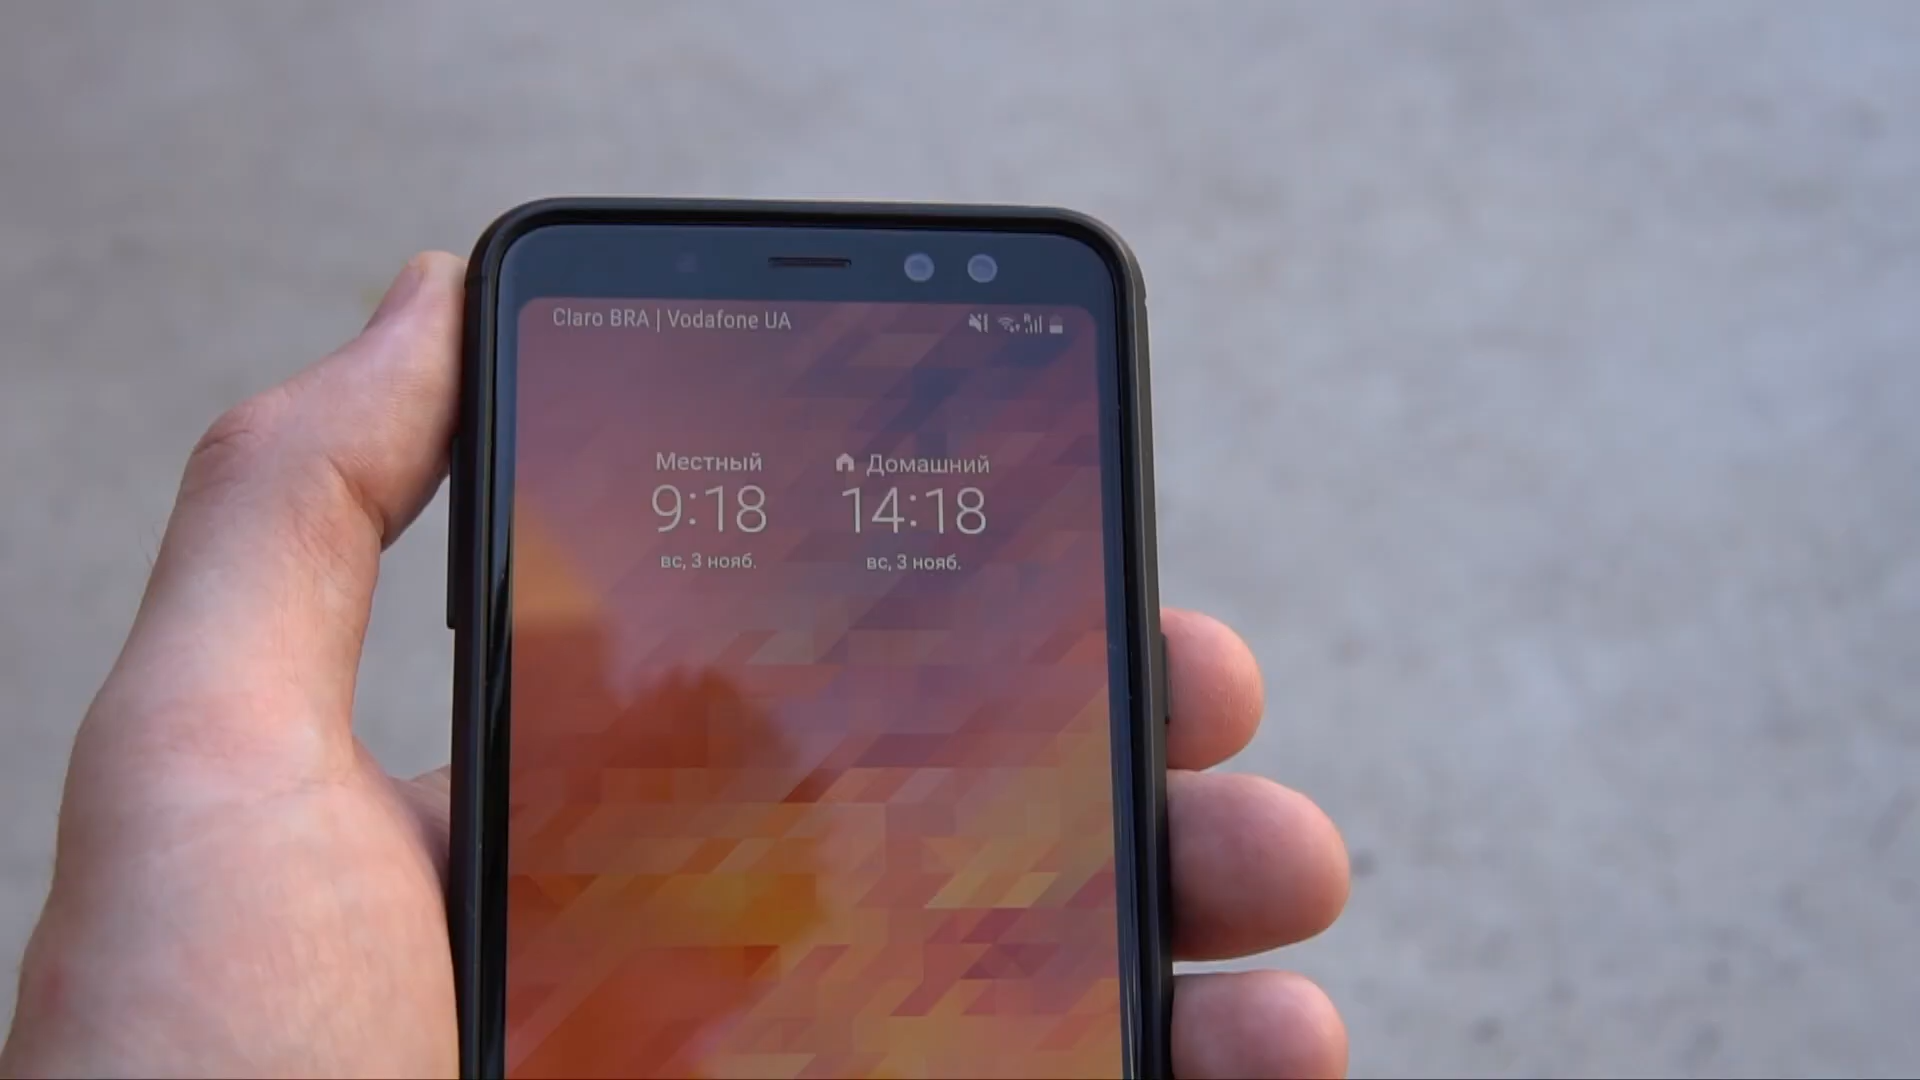 Claro BRA | Vodafone UA
Местный
9:18
вс, 3 нояб.
Домашний
14:18
вс, 3 нояб.